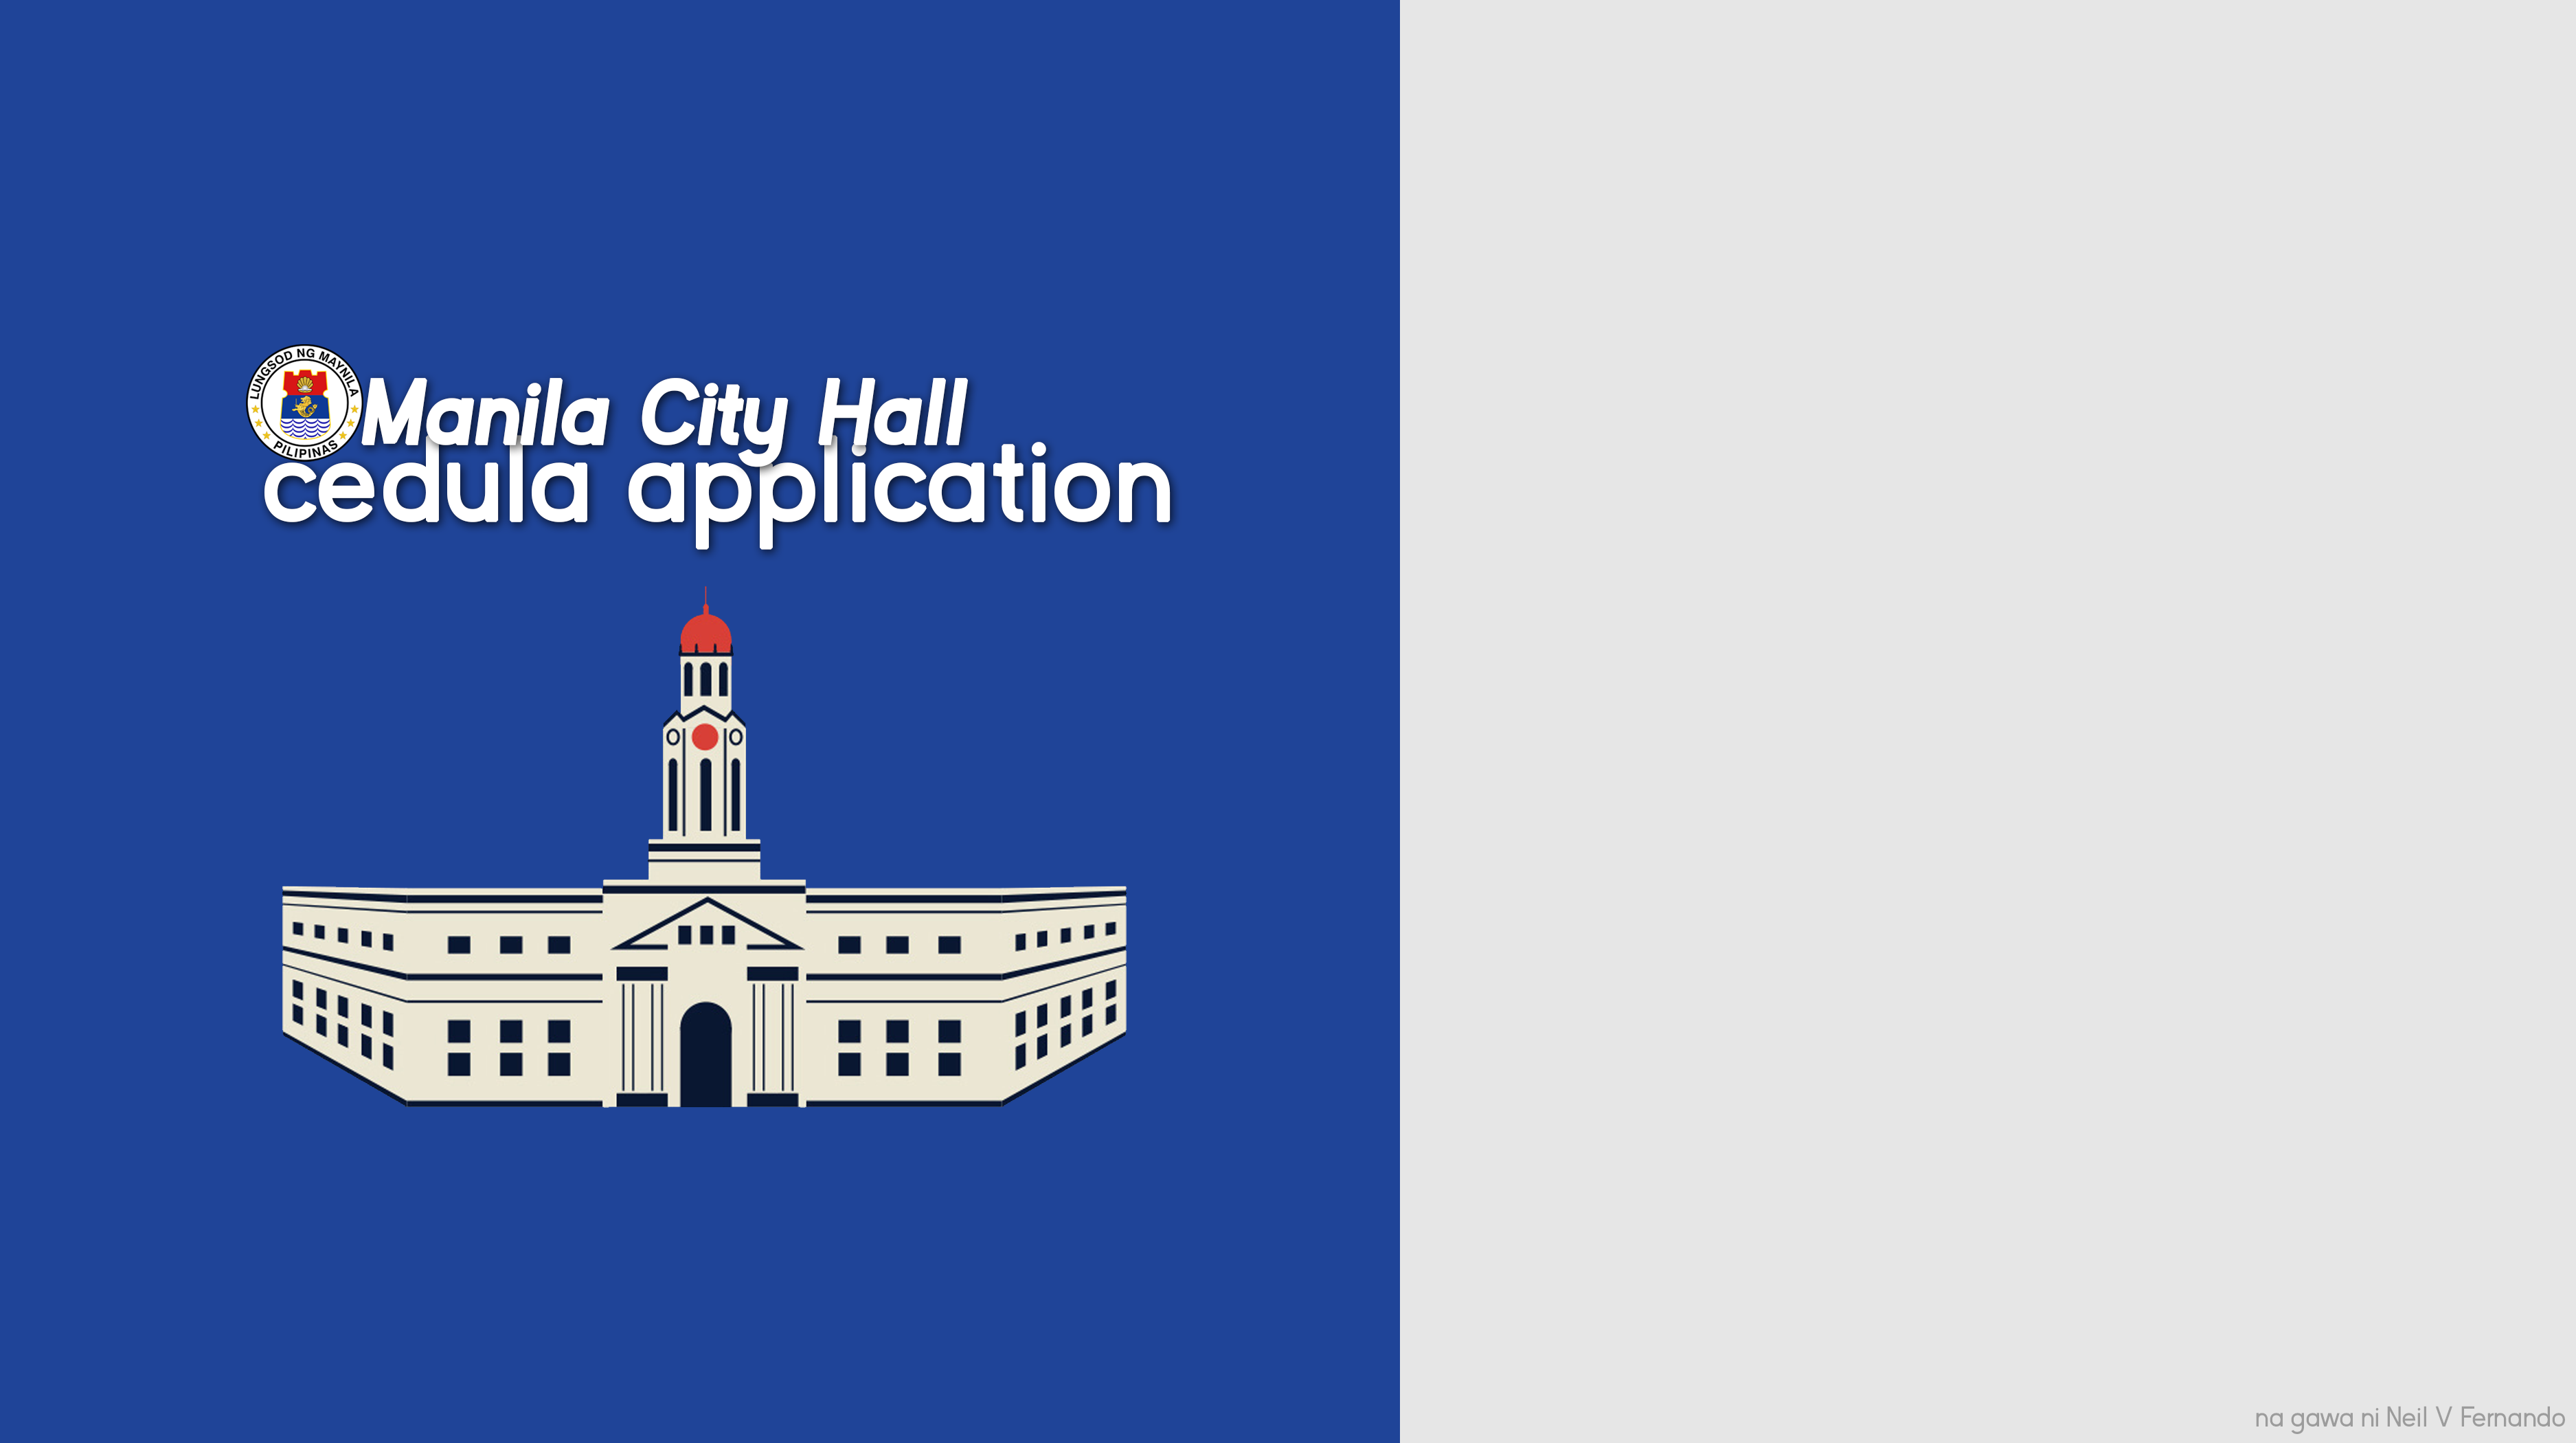 LUNGSOD NG MAYNILA
PILIPINAS
Manila City Hall
cedula application
na gawa ni Neil V Fernando